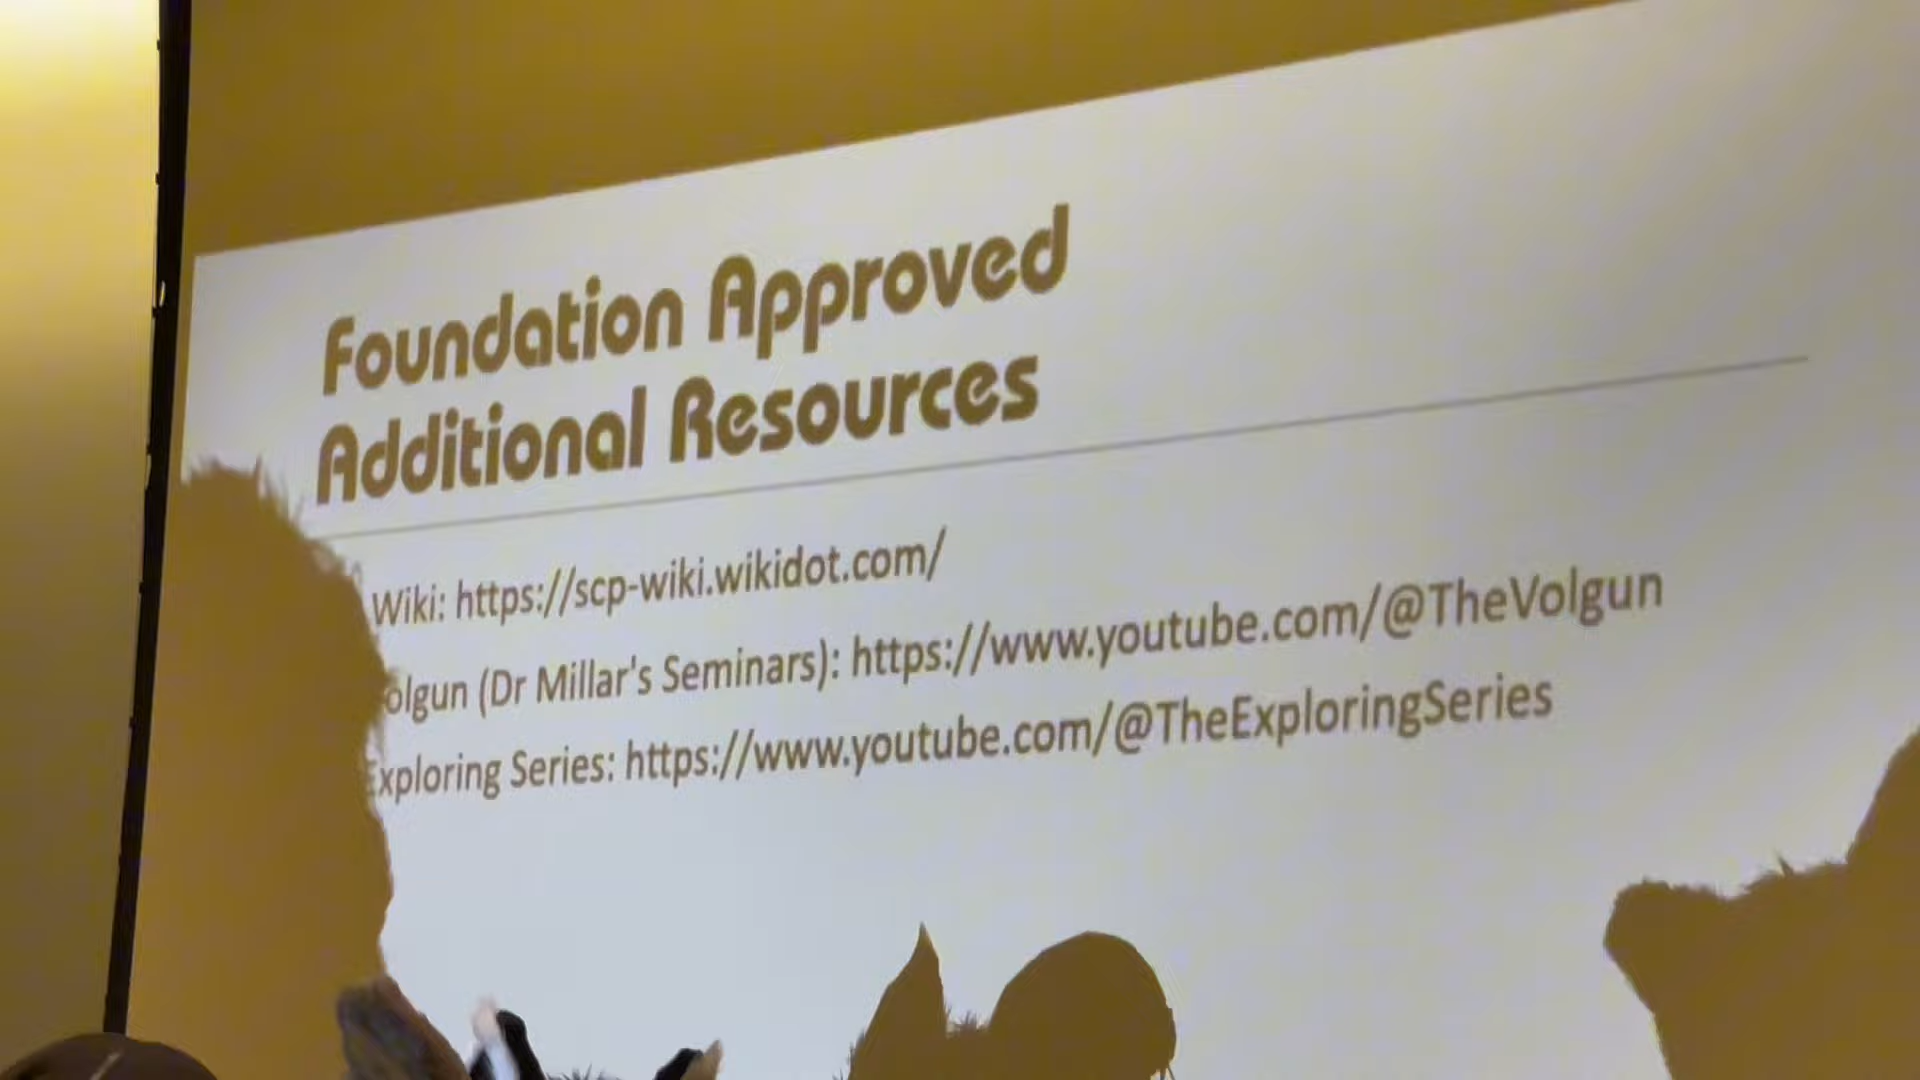 Foundation Approved
Additional Resources
Wiki: https://scp-wiki.wikidot.com/
olgun (Dr Millar's Seminars): https://www.youtube.com/@TheVolgun
Exploring Series: https://www.youtube.com/@TheExploringSeries